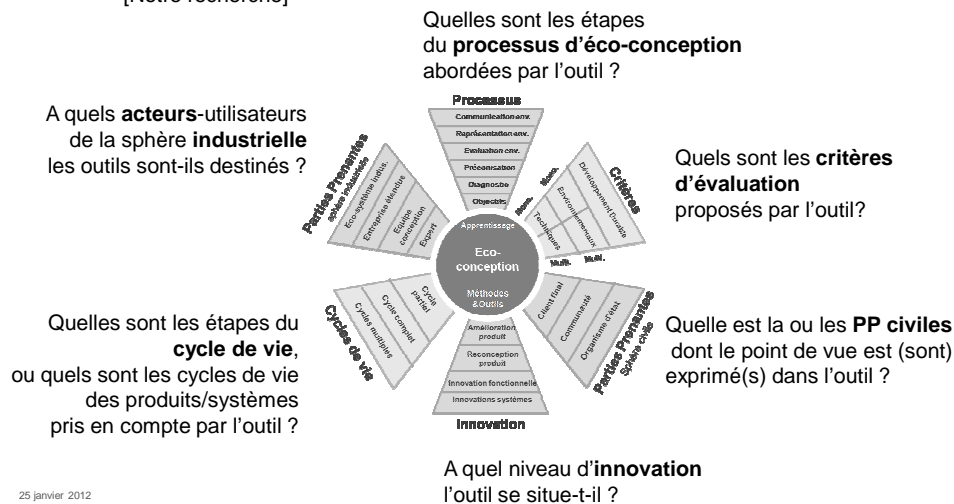 [Notre recherche]
Quelles sont les étapes
du processus d'éco-conception
abordées par l'outil ?
A quels acteurs-utilisateurs
de la sphère industrielle
les outils sont-ils destinés ?
Processus
Communication env.
Représentation env.
Evaluation env.
Préconisation
Diagnostic
Objectifs
Parties Prenantes
sphère industrielle
Eco-système indus.
Entreprise étendue
Equipe
conception
Expert
Critères
Développement Durable
Environnementaux
Techniques
Mono.
Mono.
Multi.
Multi.
Quels sont les critères
d'évaluation
proposés par l'outil?
Apprentissage
Eco-
conception
Méthodes
&Outils
Quelles sont les étapes du
cycle de vie,
ou quels sont les cycles de vie
des produits/systèmes
pris en compte par l'outil ?
Cycles de vie
Cycles multiples
Cycle complet
Cycle
partiel
Client final
Communauté
Organisme d'état
Parties Prenantes
Sphère civile
Quelle est la ou les PP civiles
dont le point de vue est (sont)
exprimé(s) dans l'outil ?
Amélioration
produit
Reconception
produit
Innovation fonctionnelle
Innovations systèmes
Innovation
A quel niveau d'innovation
l'outil se situe-t-il ?
25 janvier 2012